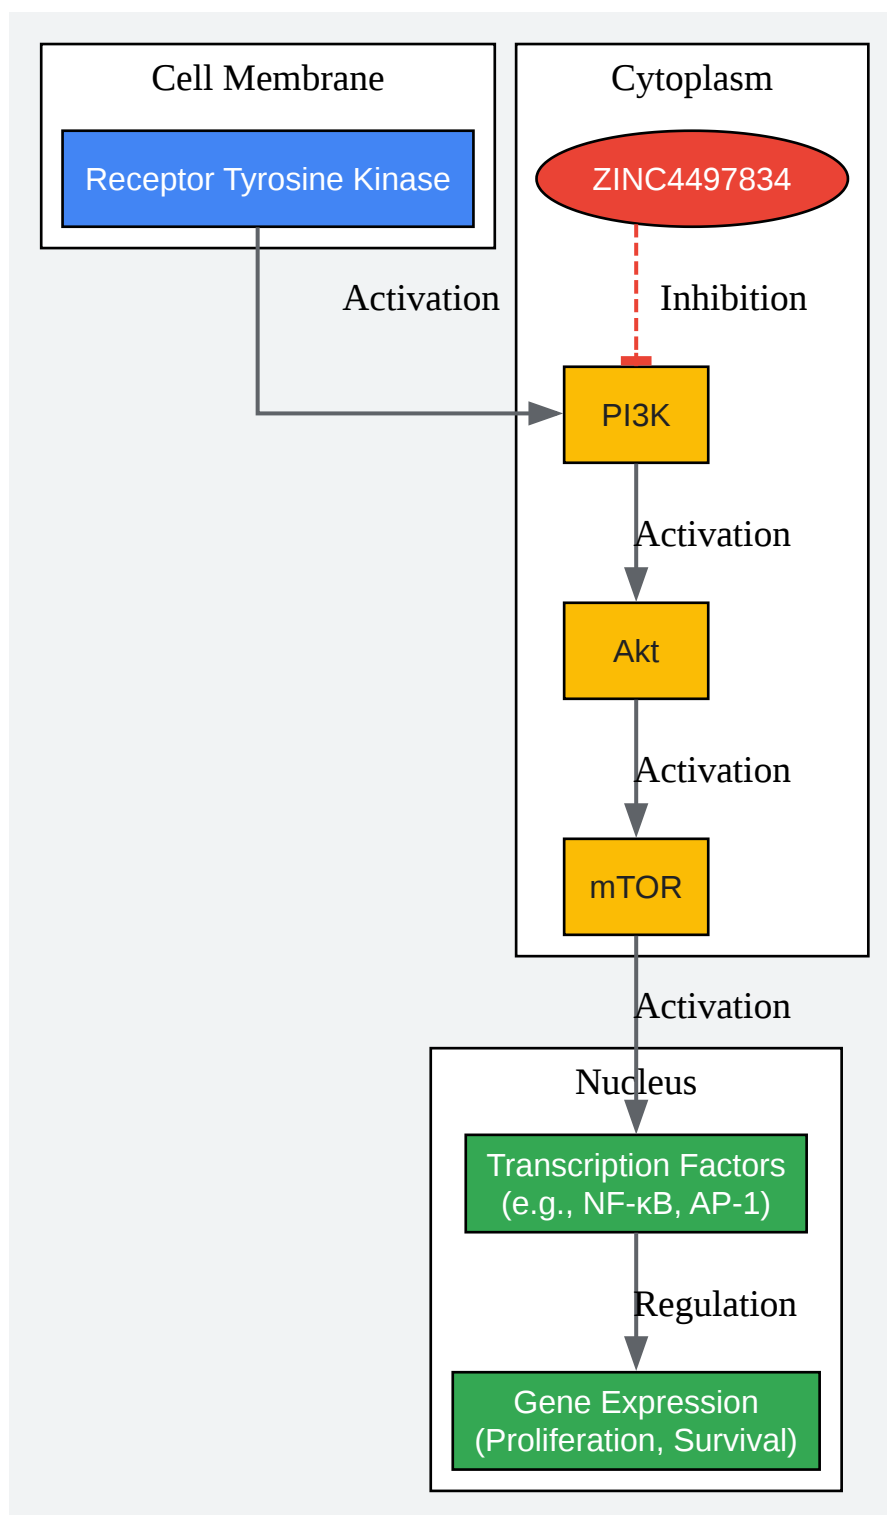 Cell Membrane
Receptor Tyrosine Kinase
Cytoplasm
ZINC4497834
Activation
Inhibition
PI3K
Activation
Akt
Activation
mTOR
Activation
Nucleus
Transcription Factors
(e.g., NF-κB, AP-1)
Regulation
Gene Expression
(Proliferation, Survival)